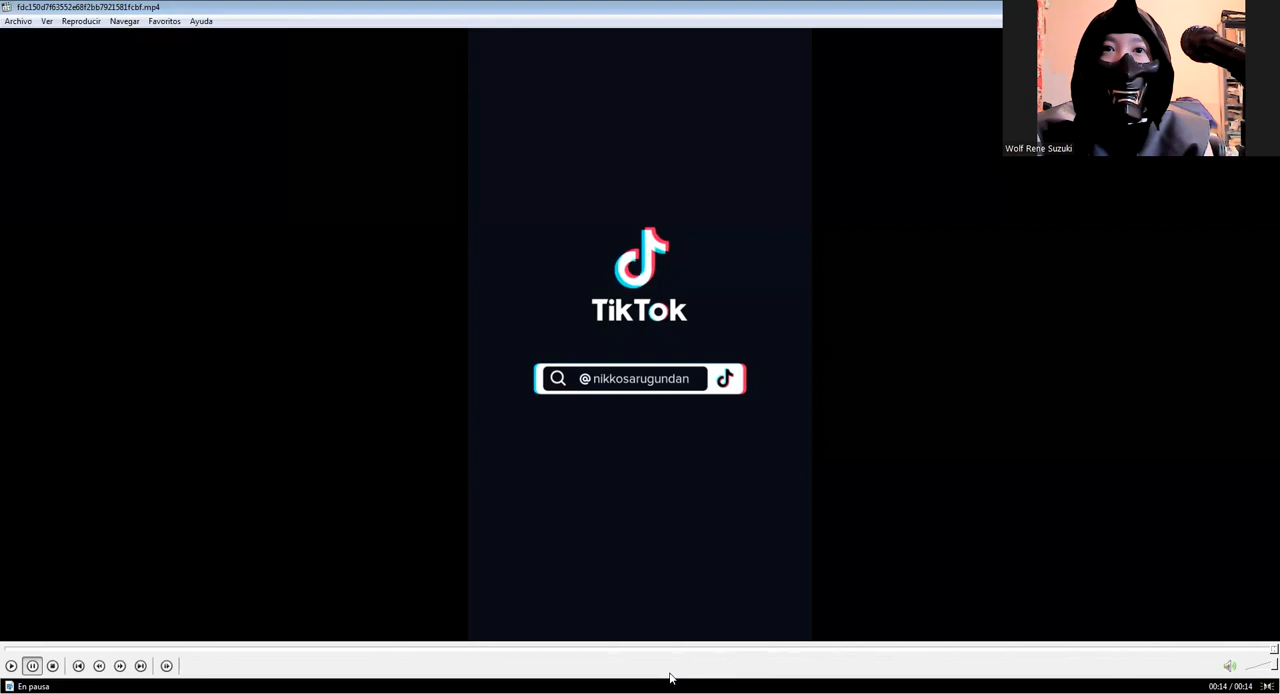 fdc150d7f63552e68f2bb7921581fcbf.mp4
Archivo Ver Reproducir Navegar Favoritos Ayuda
Wolf Rene Suzuki
TikTok
@nikkosarugundan
En pausa
00:14 / 00:14